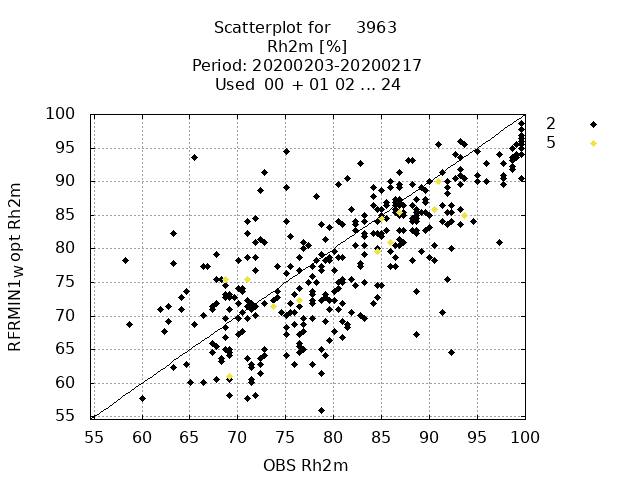 Scatterplot for 3963
Rh2m [%]
Period: 20200203-20200217
Used 00 + 01 02 ... 24
2
5
100
95
90
85
80
75
70
65
60
55
RFRMIN1w opt Rh2m
55 60 65 70 75 80 85 90 95 100
OBS Rh2m